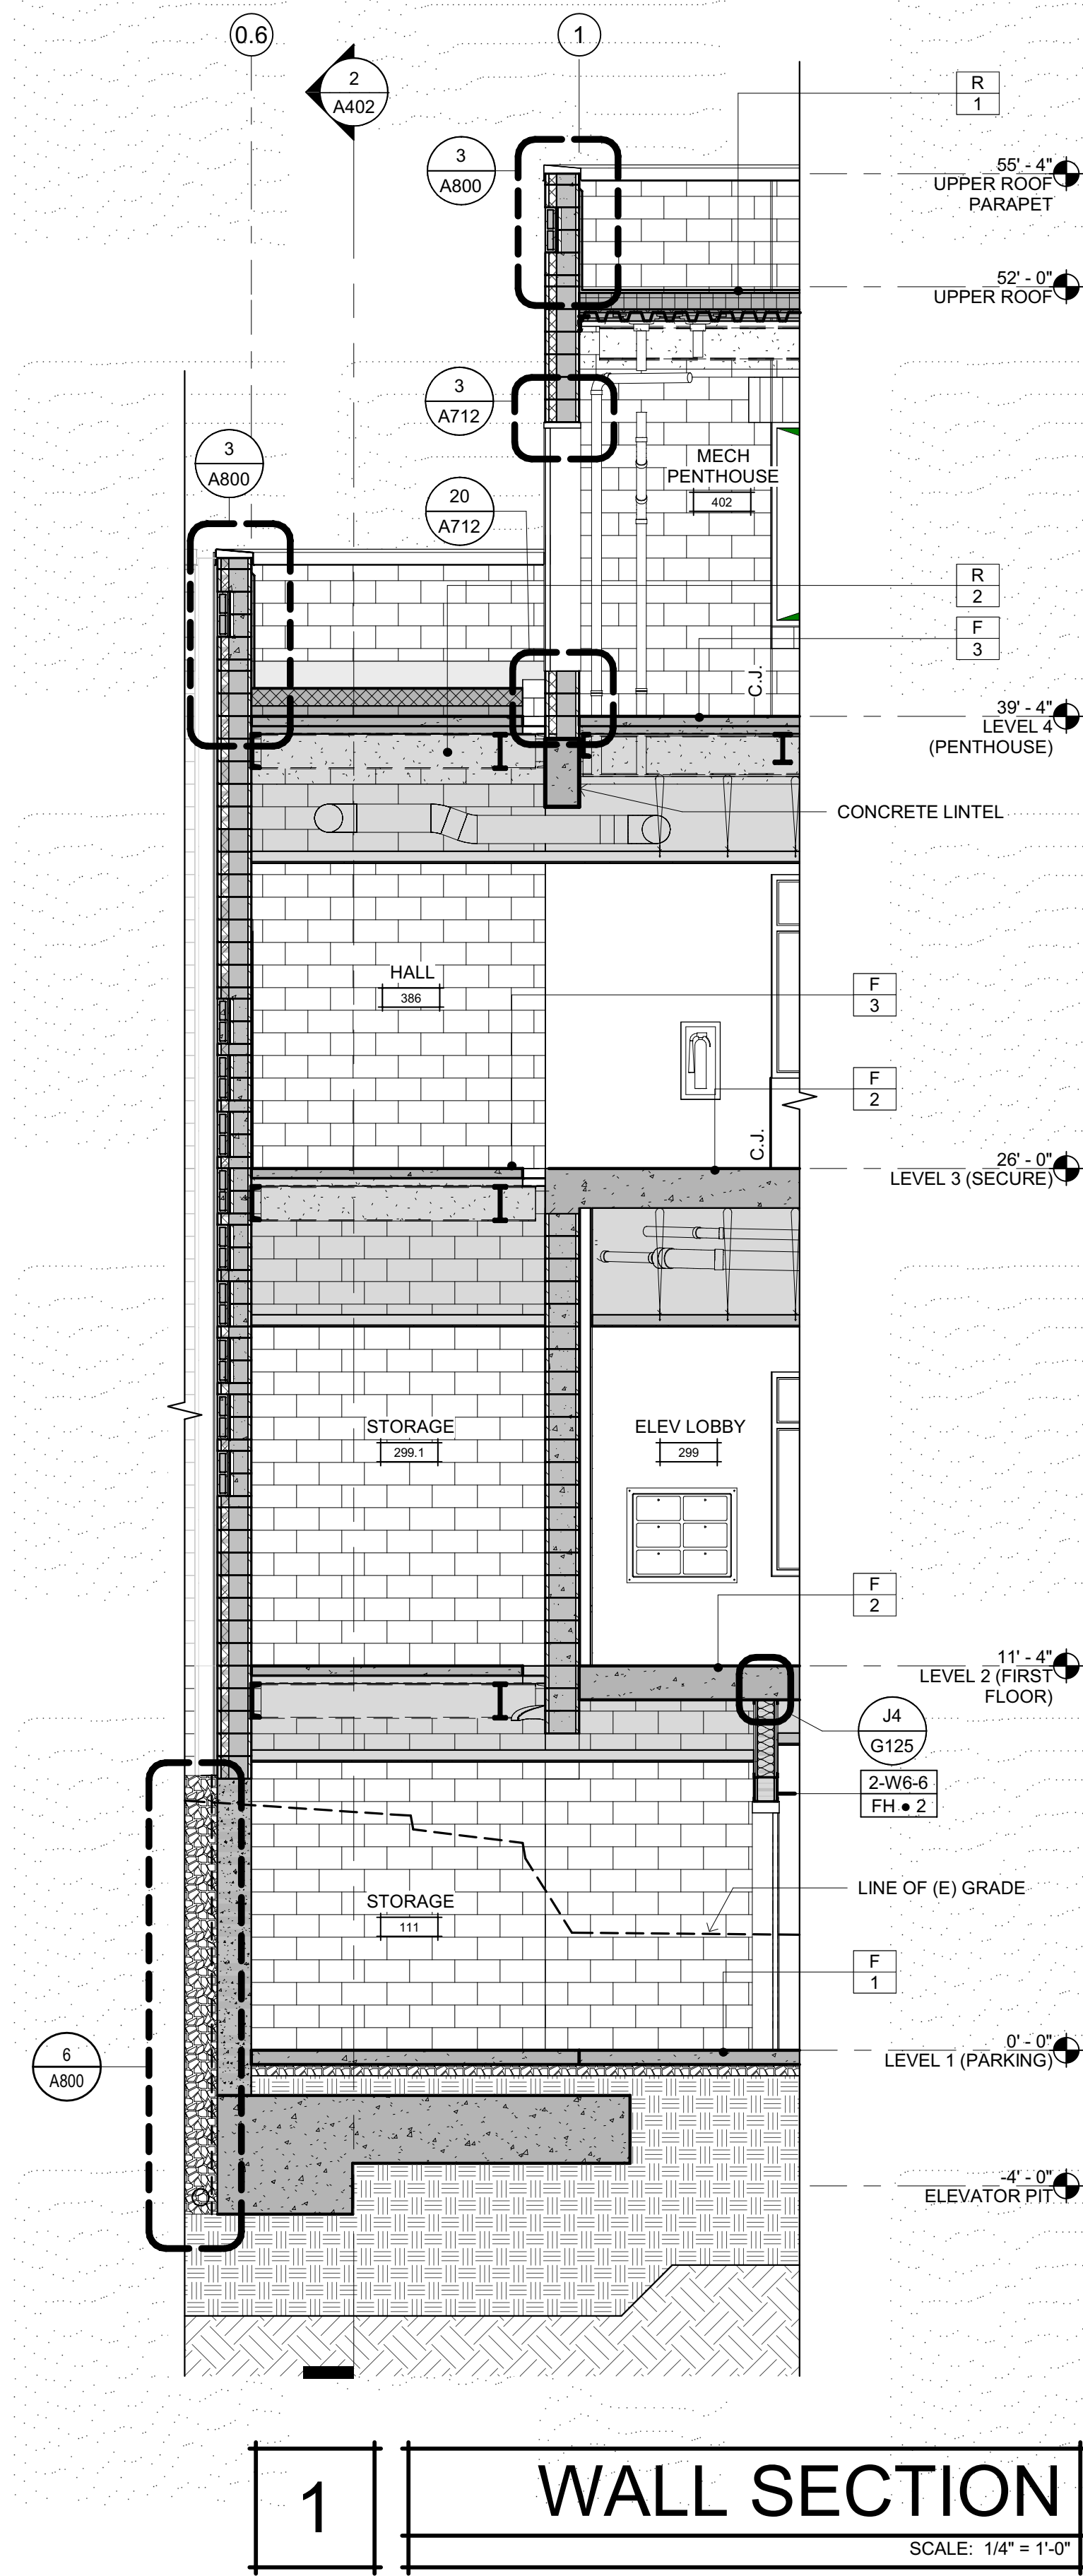 0.6
1
2
A402
R
1
3
A800
55' - 4"
UPPER ROOF
PARAPET
52' - 0"
UPPER ROOF
3
A712
3
A800
MECH
PENTHOUSE
402
20
A712
R
2
F
3
C.J.
39' - 4"
LEVEL 4
(PENTHOUSE)
CONCRETE LINTEL
HALL
386
F
3
F
2
C.J.
26' - 0"
LEVEL 3 (SECURE)
STORAGE
299.1
ELEV LOBBY
299
F
2
11' - 4"
LEVEL 2 (FIRST
FLOOR)
J4
G125
2-W6-6
FH • 2
LINE OF (E) GRADE
STORAGE
111
F
1
0' - 0"
LEVEL 1 (PARKING)
6
A800
-4' - 0"
ELEVATOR PIT
1
WALL SECTION
SCALE: 1/4" = 1'-0"